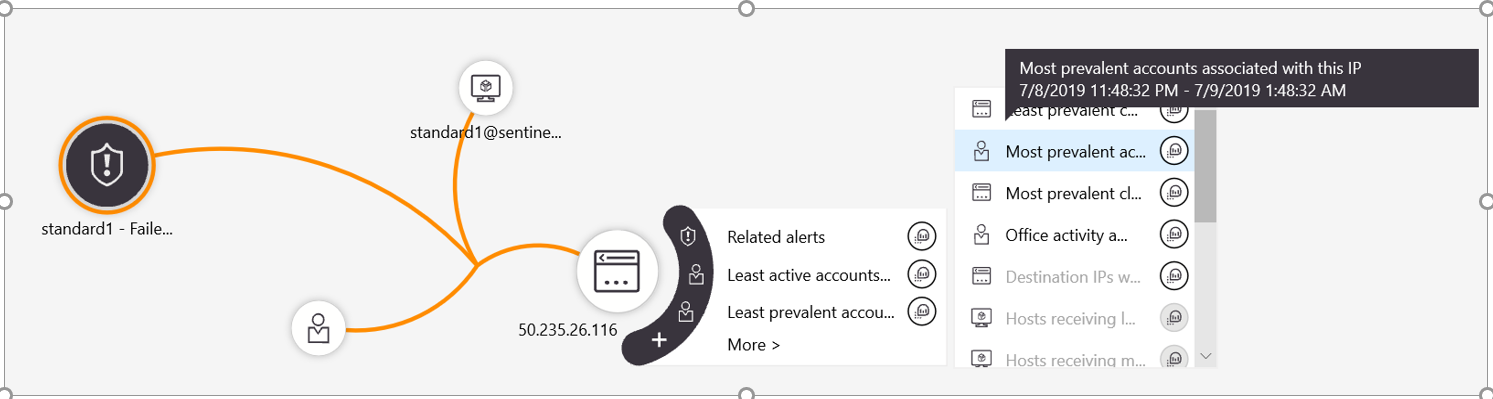 standard1@sentine...
standard1 - Faile...
50.235.26.116
Related alerts
Least active accounts...
Least prevalent accou...
More >
Most prevalent accounts associated with this IP
7/8/2019 11:48:32 PM - 7/9/2019 1:48:32 AM
Least prevalent c...
Most prevalent ac...
Most prevalent cl...
Office activity a...
Destination IPs w...
Hosts receiving l...
Hosts receiving m...